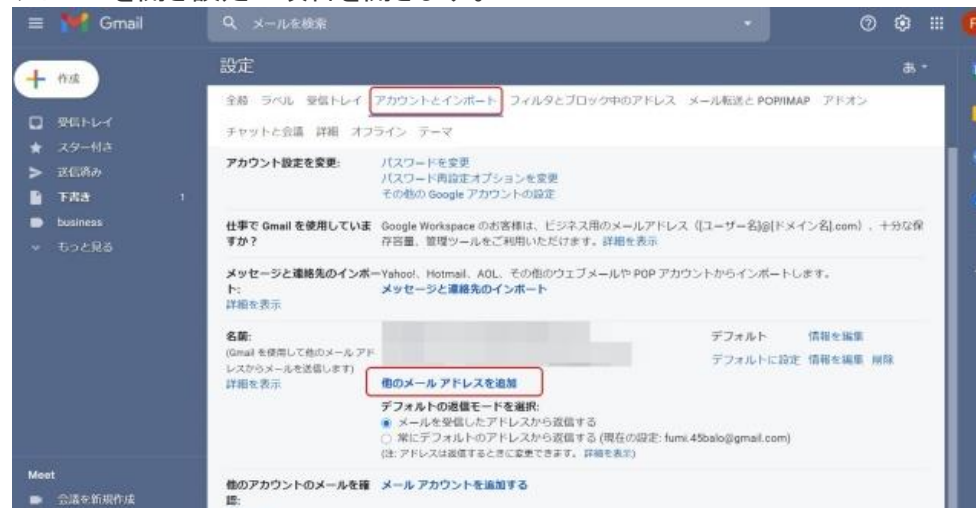 Gmail
メールを検索
作成
受信トレイ
スター付き
送信済み
下書き 1
business
もっと見る
Meet
会議を新規作成
設定
あ
全般 ラベル 受信トレイ アカウントとインポート フィルタとブロック中のアドレス メール転送と POP/IMAP アドオン
チャットと会議 詳細 オフライン テーマ
アカウント設定を変更:
パスワードを変更
パスワード再設定オプションを変更
その他の Google アカウントの設定
仕事で Gmail を使用していますか?
Google Workspace のお客様は、ビジネス用のメールアドレス([ユーザー名]@[ドメイン名].com)、十分な保
存容量、管理ツールをご利用いただけます。詳細を表示
メッセージと連絡先のインポート:
詳細を表示
Yahoo!、Hotmail、AOL、その他のウェブメールや POP アカウントからインポートします。
メッセージと連絡先のインポート
名前:
(Gmail を使用して他のメール アド
レスからメールを送信します)
詳細を表示
デフォルト 情報を編集
デフォルトに設定 情報を編集 削除
他のメール アドレスを追加
デフォルトの返信モードを選択:
メールを受信したアドレスから返信する
常にデフォルトのアドレスから返信する (現在の設定: fumi.45balo@gmail.com)
(注: アドレスは返信するときに変更できます。 詳細を表示)
他のアカウントのメールを確
認:
メール アカウントを追加する